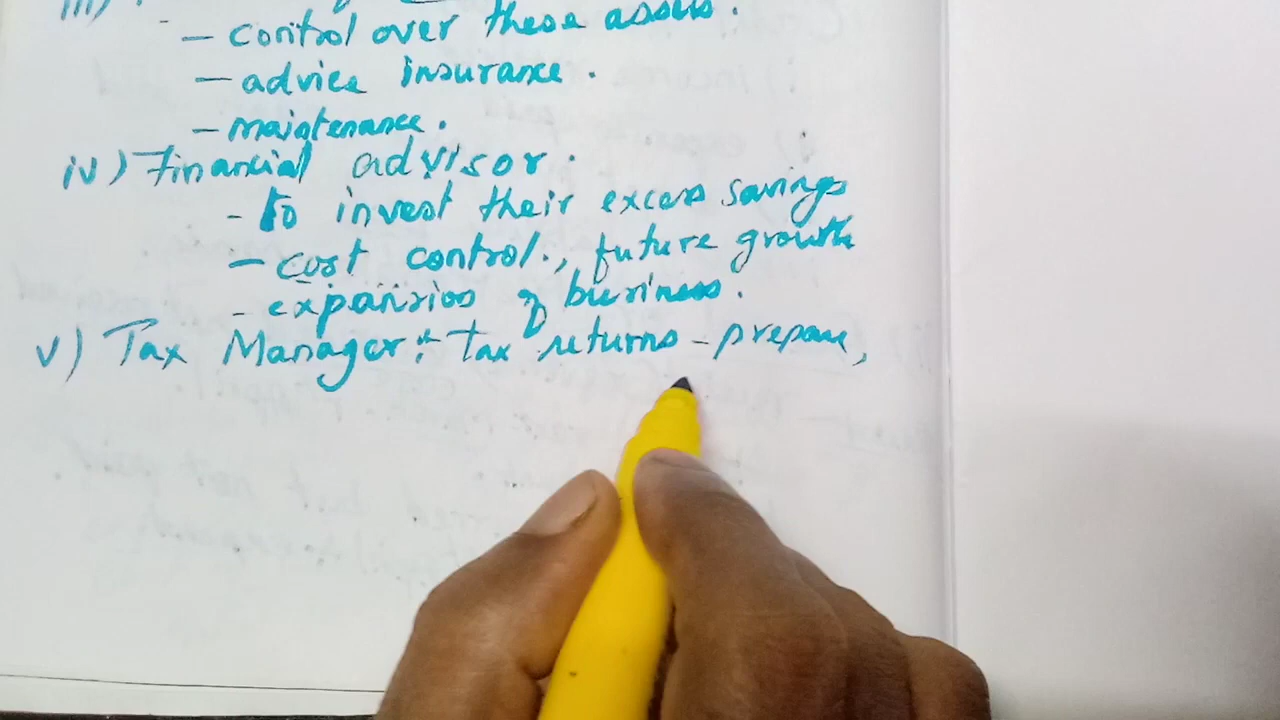 iii)
- control over these assets.
- advice insurance.
- maintenance.
iv) Financial advisor.
- To invest their excess savings
- cost control., future growth
- expansion of business.
v) Tax Manager:- Tax returns - prepare,